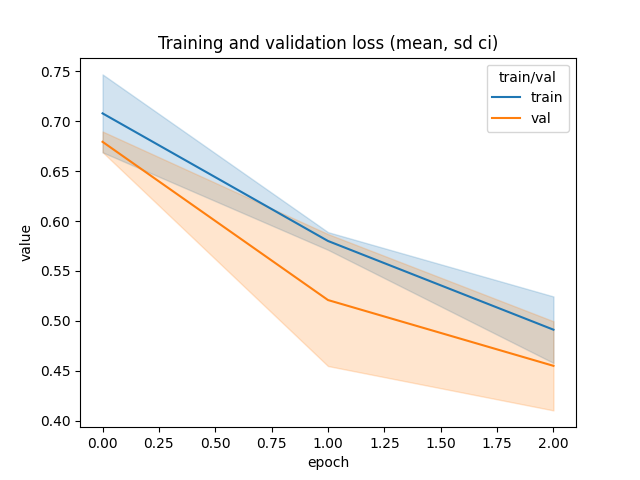 Training and validation loss (mean, sd ci)
train/val
train
val
0.75
0.70
0.65
0.60
0.55
0.50
0.45
0.40
value
0.00 0.25 0.50 0.75 1.00 1.25 1.50 1.75 2.00
epoch